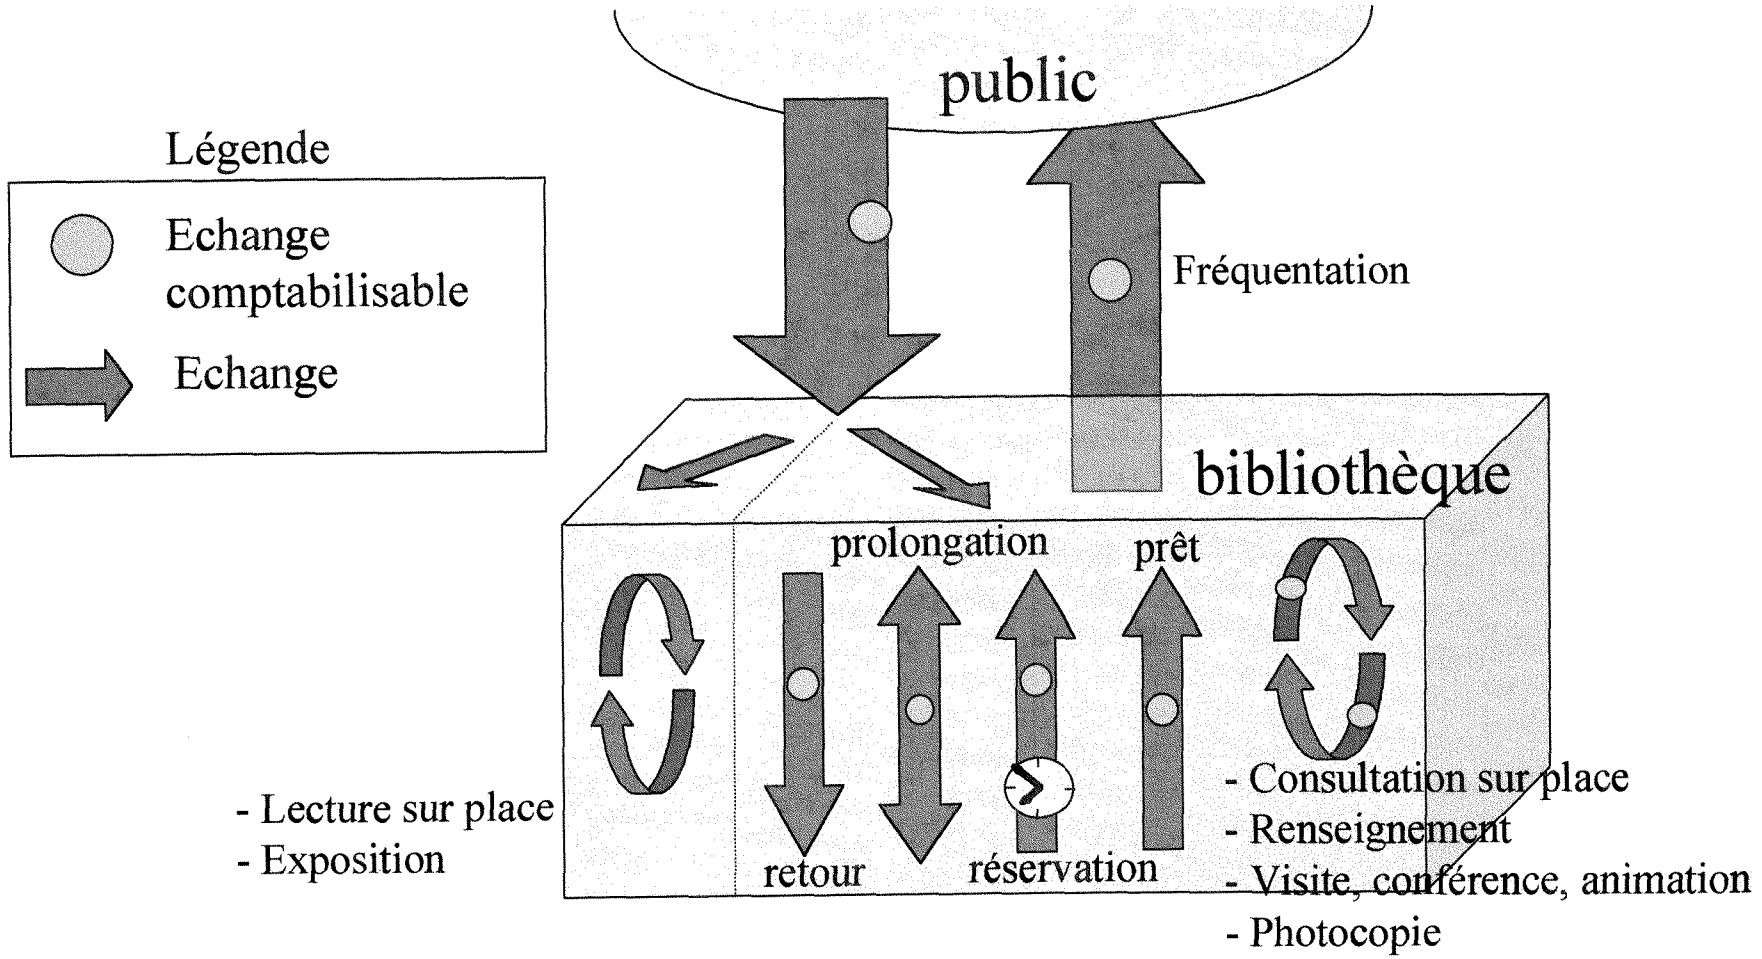 public
Légende
Echange
comptabilisable
Echange
Fréquentation
bibliothèque
prolongation
prêt
retour
réservation
- Lecture sur place
- Exposition
- Consultation sur place
- Renseignement
- Visite, conférence, animation
- Photocopie